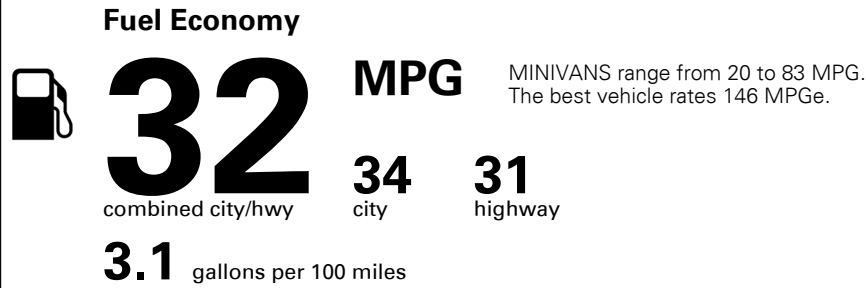 Fuel Economy
32 MPG
MINIVANS range from 20 to 83 MPG.
The best vehicle rates 146 MPGe.
34 31
combined city/hwy city highway
3.1 gallons per 100 miles